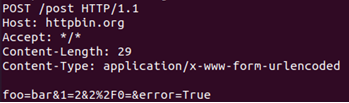 POST /post HTTP/1.1
Host: httpbin.org
Accept: */*
Content-Length: 29
Content-Type: application/x-www-form-urlencoded

foo=bar&1=2&2%2F0=&error=True